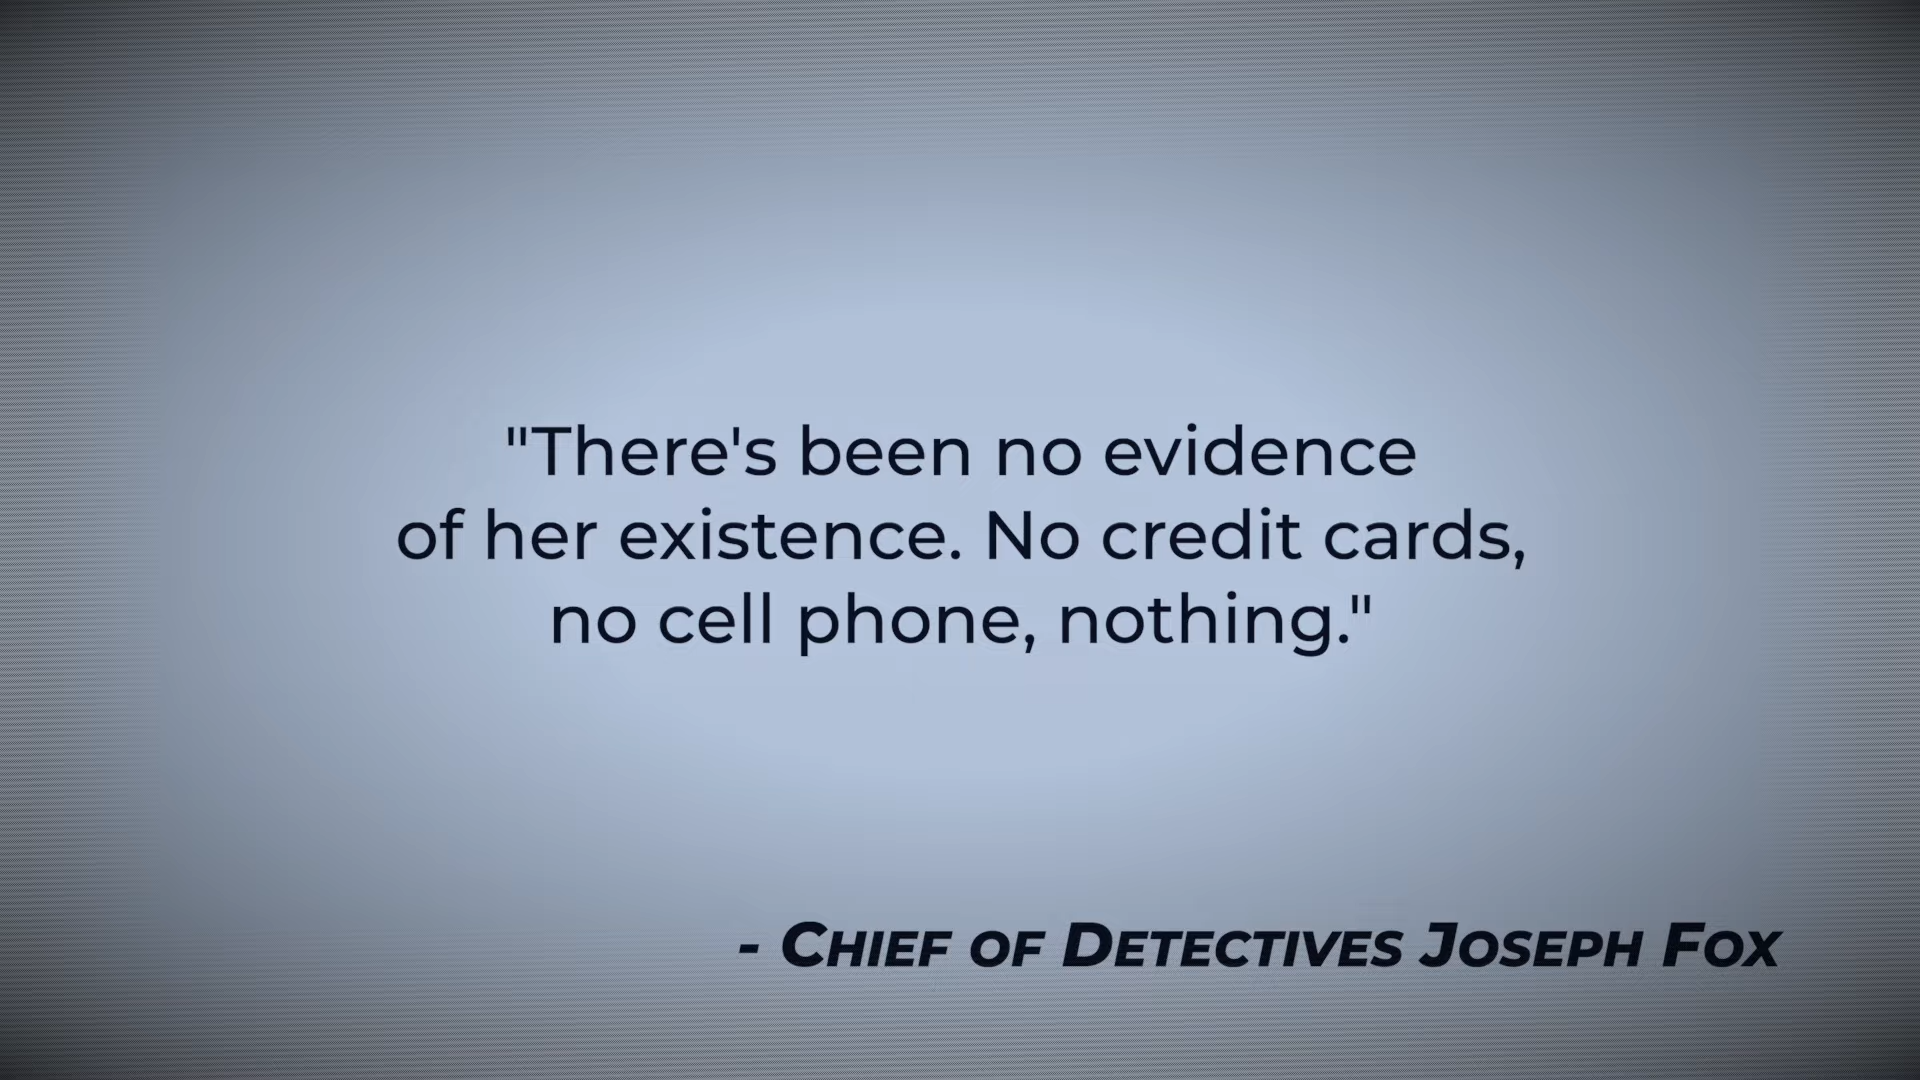 "There's been no evidence
of her existence. No credit cards,
no cell phone, nothing."
- Chief of Detectives Joseph Fox